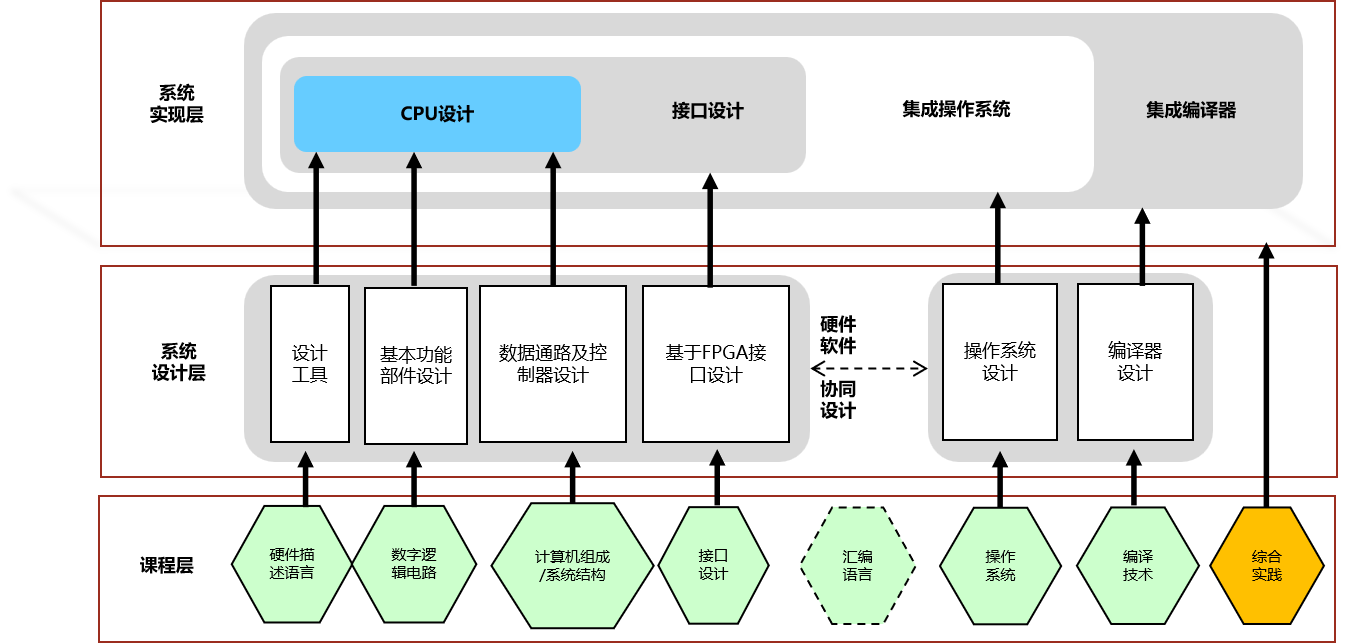 系统
实现层
CPU设计
接口设计
集成操作系统
集成编译器
系统
设计层
设计
工具
基本功能
部件设计
数据通路及控
制器设计
基于FPGA接
口设计
硬件
软件
协同
设计
操作系统
设计
编译器
设计
课程层
硬件描
述语言
数字逻
辑电路
计算机组成
/系统结构
接口
设计
汇编
语言
操作
系统
编译
技术
综合
实践